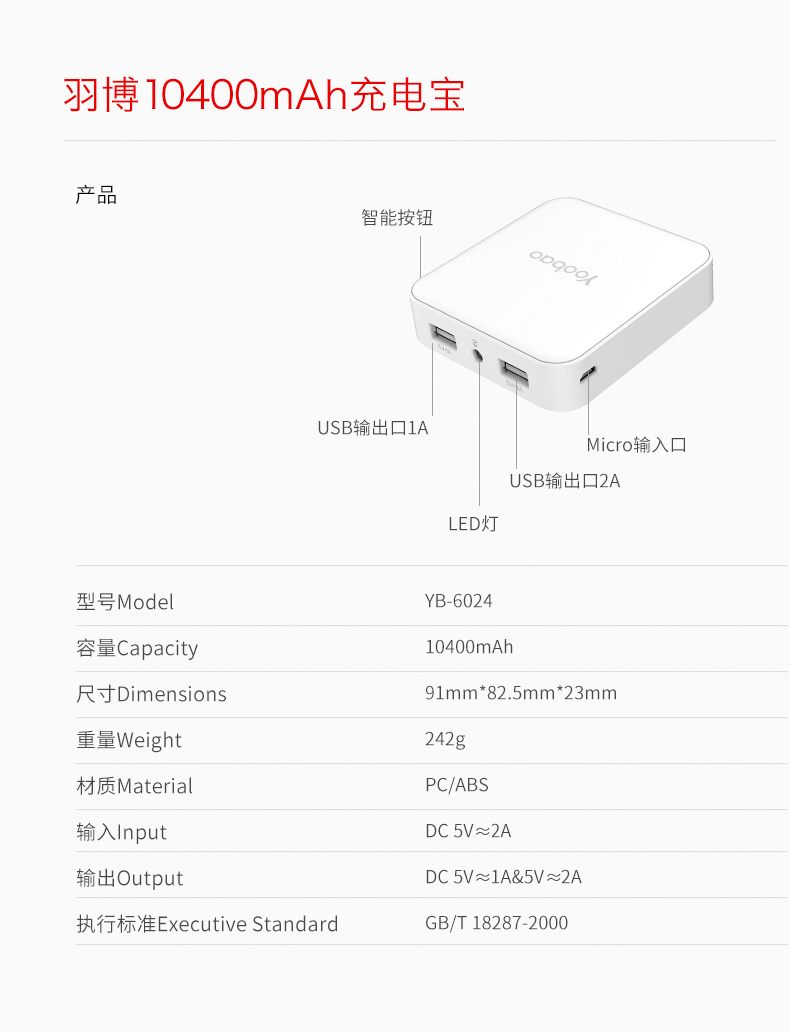 羽博10400mAh充电宝
产品
智能按钮
Yoobao
USB输出口1A
Micro输入口
USB输出口2A
LED灯
型号Model YB-6024
容量Capacity 10400mAh
尺寸Dimensions 91mm*82.5mm*23mm
重量Weight 242g
材质Material PC/ABS
输入Input DC 5V≈2A
输出Output DC 5V≈1A&5V≈2A
执行标准Executive Standard GB/T 18287-2000